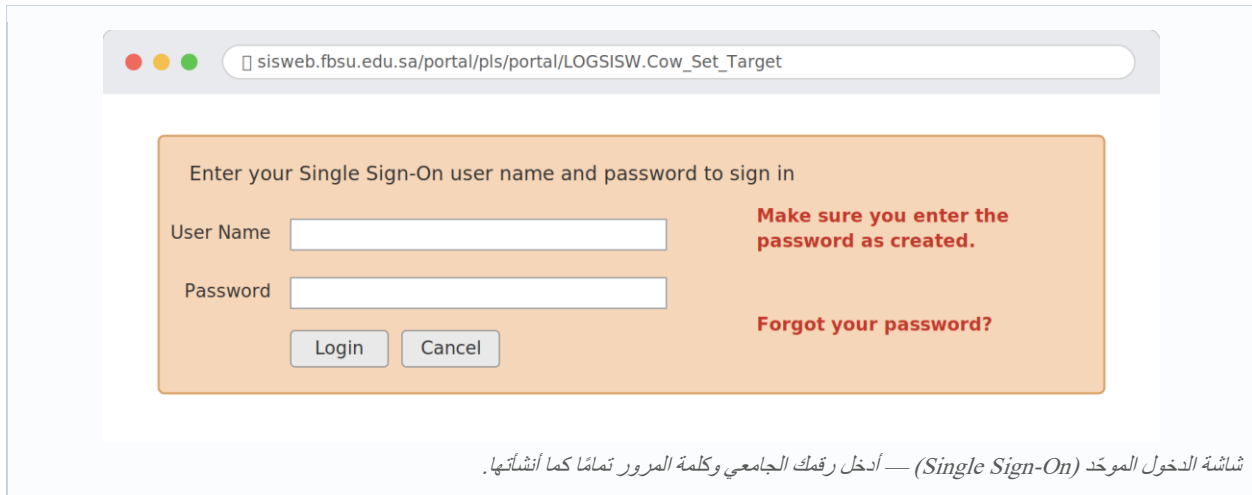 sisweb.fbsu.edu.sa/portal/pls/portal/LOGSISW.Cow_Set_Target
Enter your Single Sign-On user name and password to sign in
User Name
Make sure you enter the
password as created.
Password
Forgot your password?
Login Cancel
شاشة الدخول الموحّد (Single Sign-On) — أدخل رقمك الجامعي وكلمة المرور تمامًا كما أنشأتها.